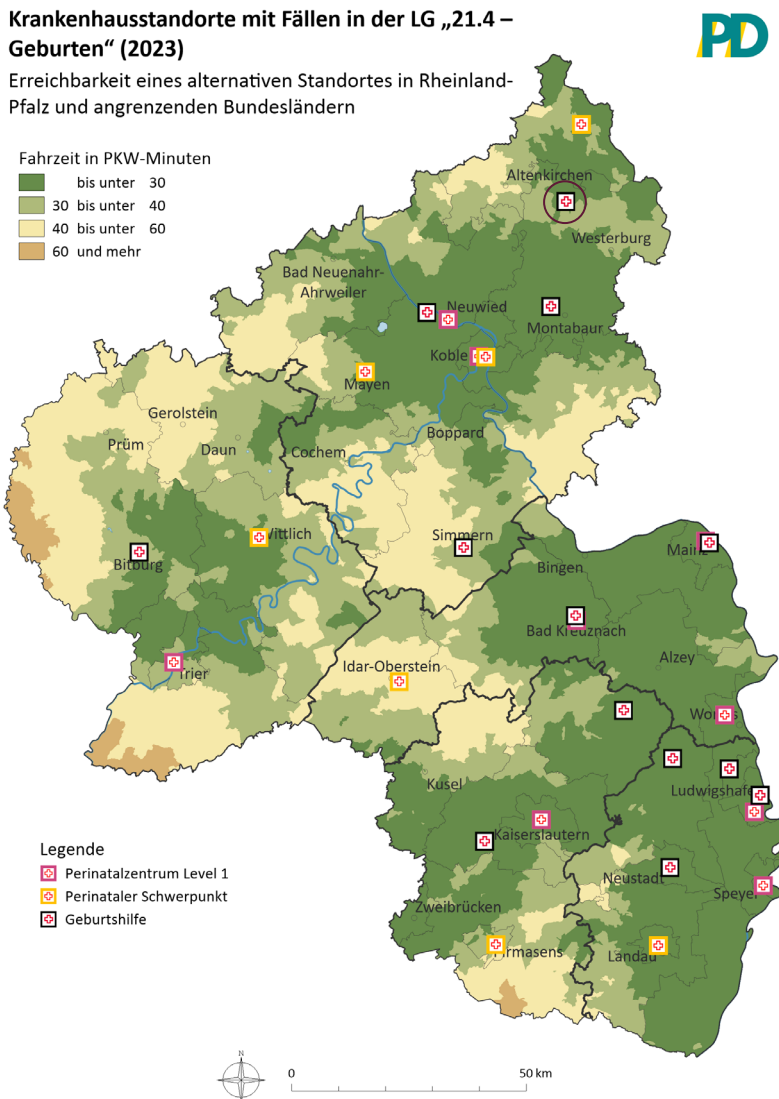 Krankenhausstandorte mit Fällen in der LG „21.4 –
Geburten“ (2023)
Erreichbarkeit eines alternativen Standortes in Rheinland-
Pfalz und angrenzenden Bundesländern
PD
Fahrzeit in PKW-Minuten
bis unter 30
30 bis unter 40
40 bis unter 60
60 und mehr
Altenkirchen
Westerburg
Bad Neuenahr-
Ahrweiler
Neuwied
Montabaur
Koble
Mayen
Gerolstein
Prüm
Daun
Cochem
Boppard
Wittlich
Simmern
Bitburg
Mainz
Bingen
Bad Kreuznach
Alzey
Idar-Oberstein
Trier
Worms
Kusel
Ludwigshafe
Kaiserslautern
Neustadt
Speyer
Zweibrücken
Pirmasens
Landau
Legende
Perinatalzentrum Level 1
Perinataler Schwerpunkt
Geburtshilfe
N
0 50 km